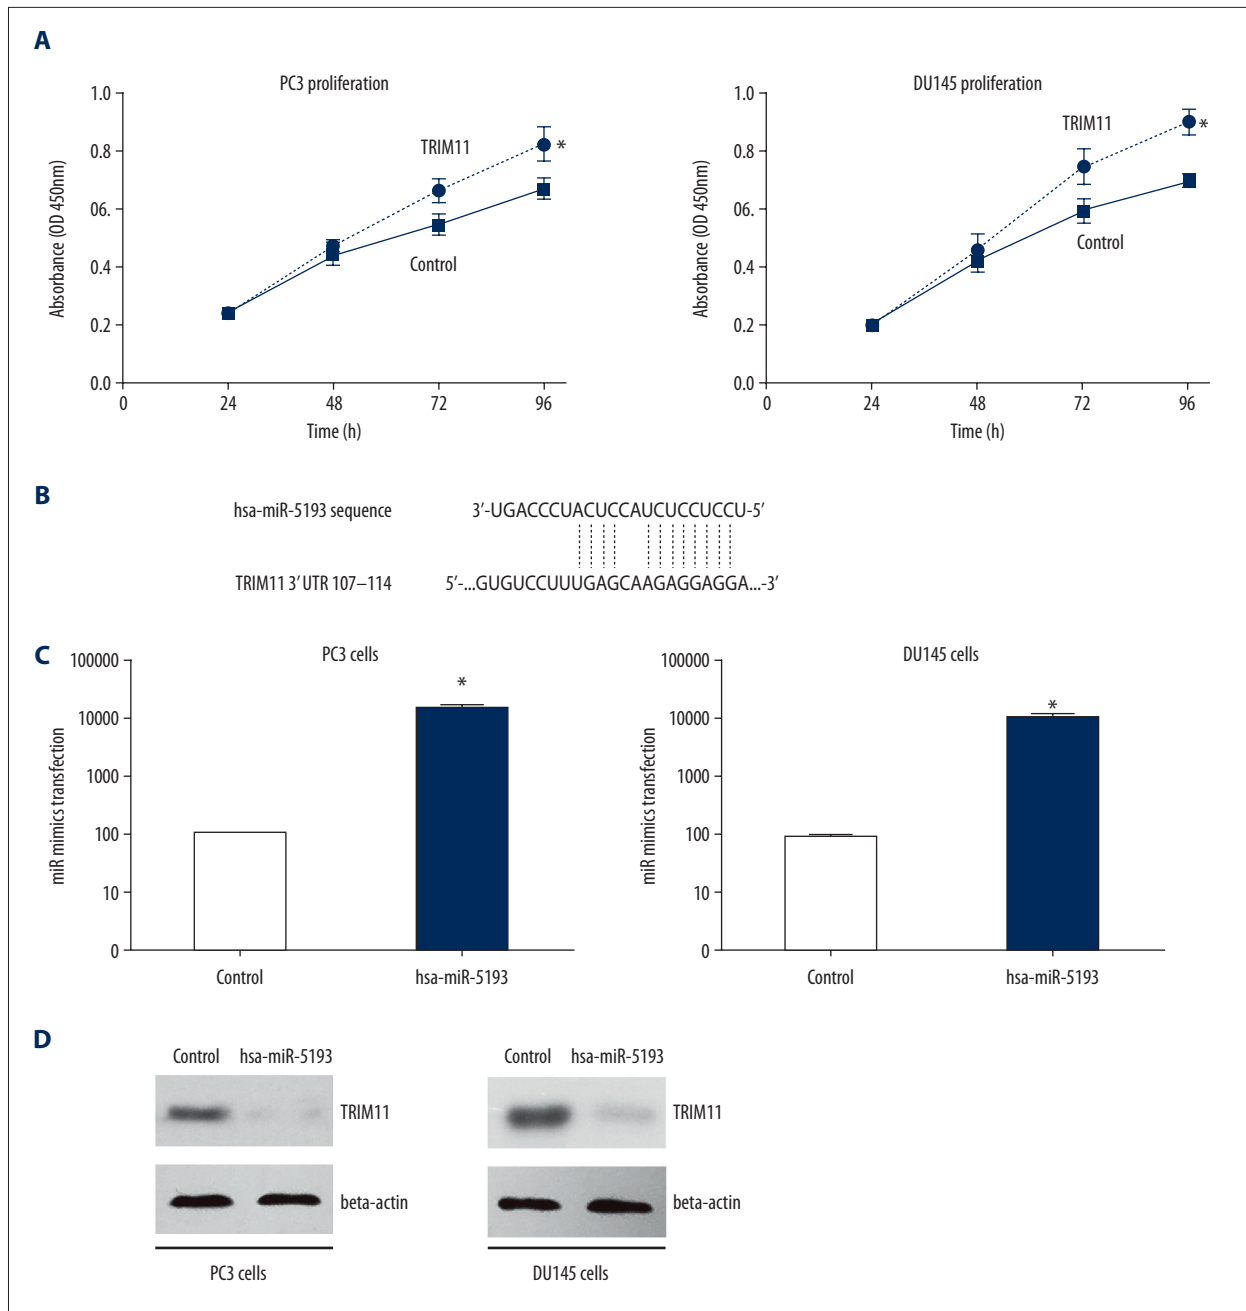 A
PC3 proliferation
1.0
0.8
06.
0.4
0.2
0.0
Absorbance (OD 450nm)
TRIM11
*
Control
0 24 48 72 96
Time (h)
DU145 proliferation
1.0
0.8
06.
0.4
0.2
0.0
Absorbance (OD 450nm)
TRIM11
*
Control
0 24 48 72 96
Time (h)
B
hsa-miR-5193 sequence 3’-UGACCCUACUCCAUCUCCUCCU-5’
TRIM11 3’ UTR 107–114 5’-...GUGUCCUUUGAGCAAGAGGAGGA...-3’
C
PC3 cells
100000
10000
1000
100
10
0
miR mimics transfection
*
Control hsa-miR-5193
DU145 cells
100000
10000
1000
100
10
0
miR mimics transfection
*
Control hsa-miR-5193
D
Control hsa-miR-5193
TRIM11
beta-actin
PC3 cells
Control hsa-miR-5193
TRIM11
beta-actin
DU145 cells